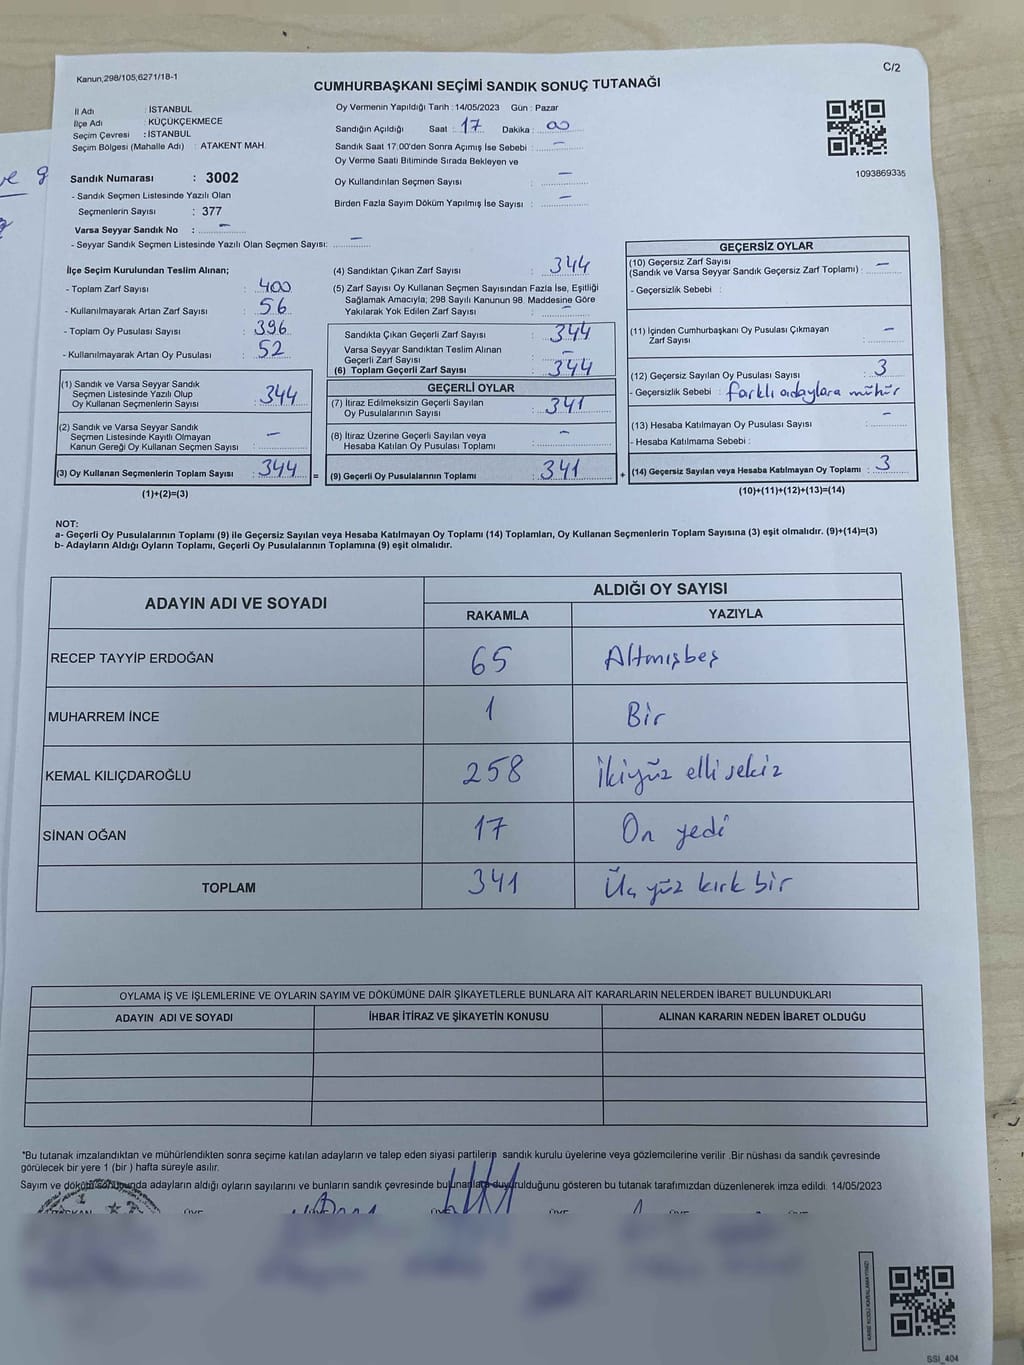 Kanun,298/105,6271/18-1
C/2
CUMHURBAŞKANI SEÇİMİ SANDIK SONUÇ TUTANAĞI
İl Adı : İSTANBUL
İlçe Adı : KÜÇÜKÇEKMECE
Seçim Çevresi : İSTANBUL
Seçim Bölgesi (Mahalle Adı) : ATAKENT MAH.
Sandık Numarası : 3002
- Sandık Seçmen Listesinde Yazılı Olan
Seçmenlerin Sayısı : 377
Varsa Seyyar Sandık No : -
- Seyyar Sandık Seçmen Listesinde Yazılı Olan Seçmen Sayısı: -
Oy Vermenin Yapıldığı Tarih : 14/05/2023 Gün : Pazar
Sandığın Açıldığı Saat : 17 Dakika : 00
Sandık Saat 17:00'den Sonra Açımış İse Sebebi : -
Oy Verme Saati Bitiminde Sırada Bekleyen ve
Oy Kullandırılan Seçmen Sayısı : -
Birden Fazla Sayım Döküm Yapılmış İse Sayısı : -
1093869335
İlçe Seçim Kurulundan Teslim Alınan;
- Toplam Zarf Sayısı : 400
- Kullanılmayarak Artan Zarf Sayısı : 56
- Toplam Oy Pusulası Sayısı : 396
- Kullanılmayarak Artan Oy Pusulası : 52
(1) Sandık ve Varsa Seyyar Sandık
Seçmen Listesinde Yazılı Olup
Oy Kullanan Seçmenlerin Sayısı : 344
(2) Sandık ve Varsa Seyyar Sandık
Seçmen Listesinde Kayıtlı Olmayan
Kanun Gereği Oy Kullanan Seçmen Sayısı : -
(3) Oy Kullanan Seçmenlerin Toplam Sayısı : 344 =
(1)+(2)=(3)
(4) Sandıktan Çıkan Zarf Sayısı : 344
(5) Zarf Sayısı Oy Kullanan Seçmen Sayısından Fazla İse, Eşitliği
Sağlamak Amacıyla; 298 Sayılı Kanunun 98. Maddesine Göre
Yakılarak Yok Edilen Zarf Sayısı : -
Sandıkta Çıkan Geçerli Zarf Sayısı : 344
Varsa Seyyar Sandıktan Teslim Alınan
Geçerli Zarf Sayısı : -
(6) Toplam Geçerli Zarf Sayısı : 344
GEÇERLİ OYLAR
(7) İtiraz Edilmeksizin Geçerli Sayılan
Oy Pusulalarının Sayısı : 341
(8) İtiraz Üzerine Geçerli Sayılan veya
Hesaba Katılan Oy Pusulası Toplamı : -
(9) Geçerli Oy Pusulalarının Toplamı : 341 +
GEÇERSİZ OYLAR
(10) Geçersiz Zarf Sayısı
(Sandık ve Varsa Seyyar Sandık Geçersiz Zarf Toplamı) : -
- Geçersizlik Sebebi :
(11) İçinden Cumhurbaşkanı Oy Pusulası Çıkmayan
Zarf Sayısı : -
(12) Geçersiz Sayılan Oy Pusulası Sayısı : 3
- Geçersizlik Sebebi : farklı adaylara mühür
(13) Hesaba Katılmayan Oy Pusulası Sayısı : -
- Hesaba Katılmama Sebebi :
(14) Geçersiz Sayılan veya Hesaba Katılmayan Oy Toplamı : 3
(10)+(11)+(12)+(13)=(14)
NOT:
a- Geçerli Oy Pusulalarının Toplamı (9) ile Geçersiz Sayılan veya Hesaba Katılmayan Oy Toplamı (14) Toplamları, Oy Kullanan Seçmenlerin Toplam Sayısına (3) eşit olmalıdır. (9)+(14)=(3)
b- Adayların Aldığı Oyların Toplamı, Geçerli Oy Pusulalarının Toplamına (9) eşit olmalıdır.
ADAYIN ADI VE SOYADI ALDIĞI OY SAYISI
RAKAMLA YAZIYLA
RECEP TAYYİP ERDOĞAN 65 Altmışbeş
MUHARREM İNCE 1 Bir
KEMAL KILIÇDAROĞLU 258 İkiyüz elli sekiz
SİNAN OĞAN 17 On yedi
TOPLAM 341 Üç yüz kırk bir
OYLAMA İŞ VE İŞLEMLERİNE VE OYLARIN SAYIM VE DÖKÜMÜNE DAİR ŞİKAYETLERLE BUNLARA AİT KARARLARIN NELERDEN İBARET BULUNDUKLARI
ADAYIN ADI VE SOYADI İHBAR İTİRAZ VE ŞİKAYETİN KONUSU ALINAN KARARIN NEDEN İBARET OLDUĞU
*Bu tutanak imzalandıktan ve mühürlendikten sonra seçime katılan adayların ve talep eden siyasi partilerin sandık kurulu üyelerine veya gözlemcilerine verilir .Bir nüshası da sandık çevresinde
görülecek bir yere 1 (bir ) hafta süreyle asılır.
Sayım ve döküm sonucunda adayların aldığı oyların sayılarını ve bunların sandık çevresinde bulunanlara duyurulduğunu gösteren bu tutanak tarafımızdan düzenlenerek imza edildi. 14/05/2023
SSİ_404